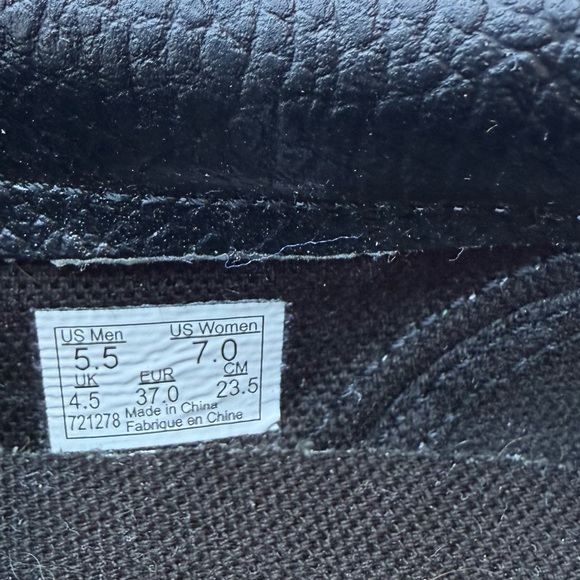 US Men US Women
5.5 7.0
UK EUR CM
4.5 37.0 23.5
721278 Made in China
Fabrique en Chine